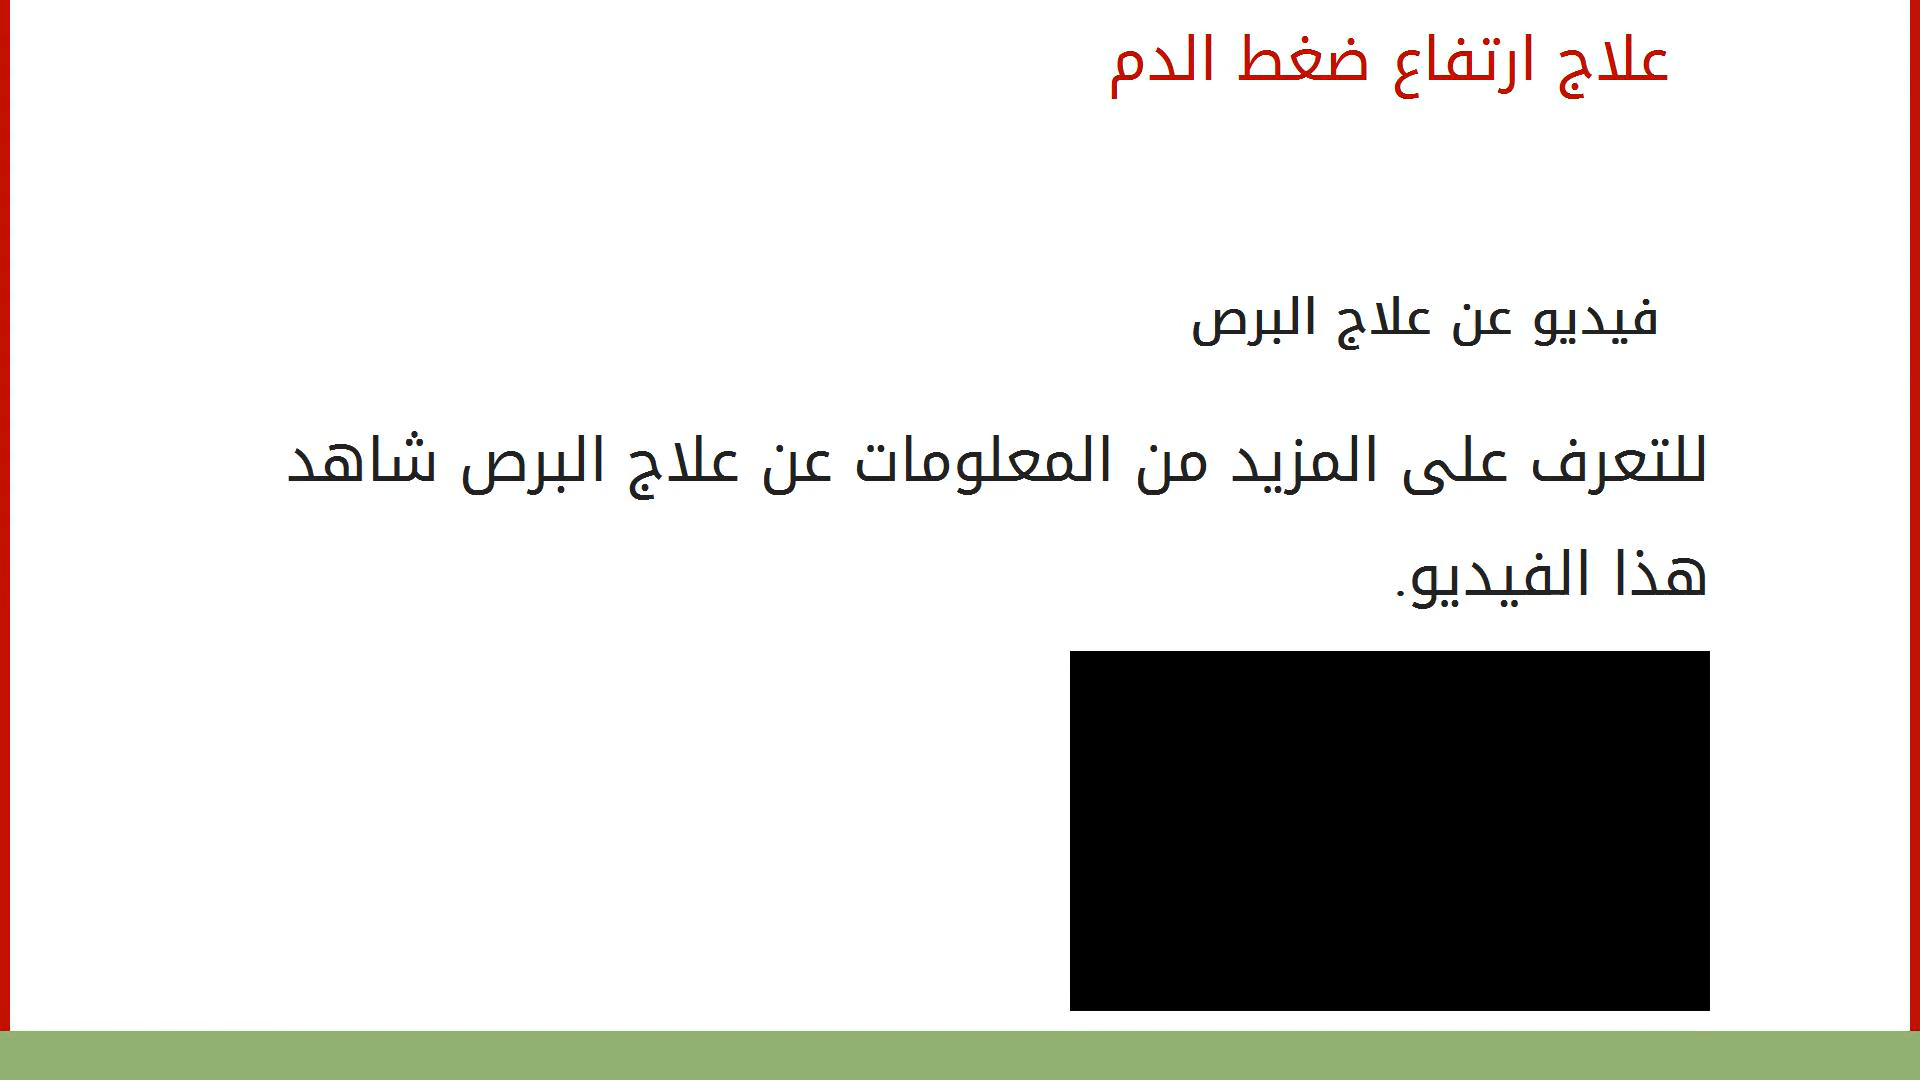 علاج ارتفاع ضغط الدم
فيديو عن علاج البرص
للتعرف على المزيد من المعلومات عن علاج البرص شاهد
هذا الفيديو.